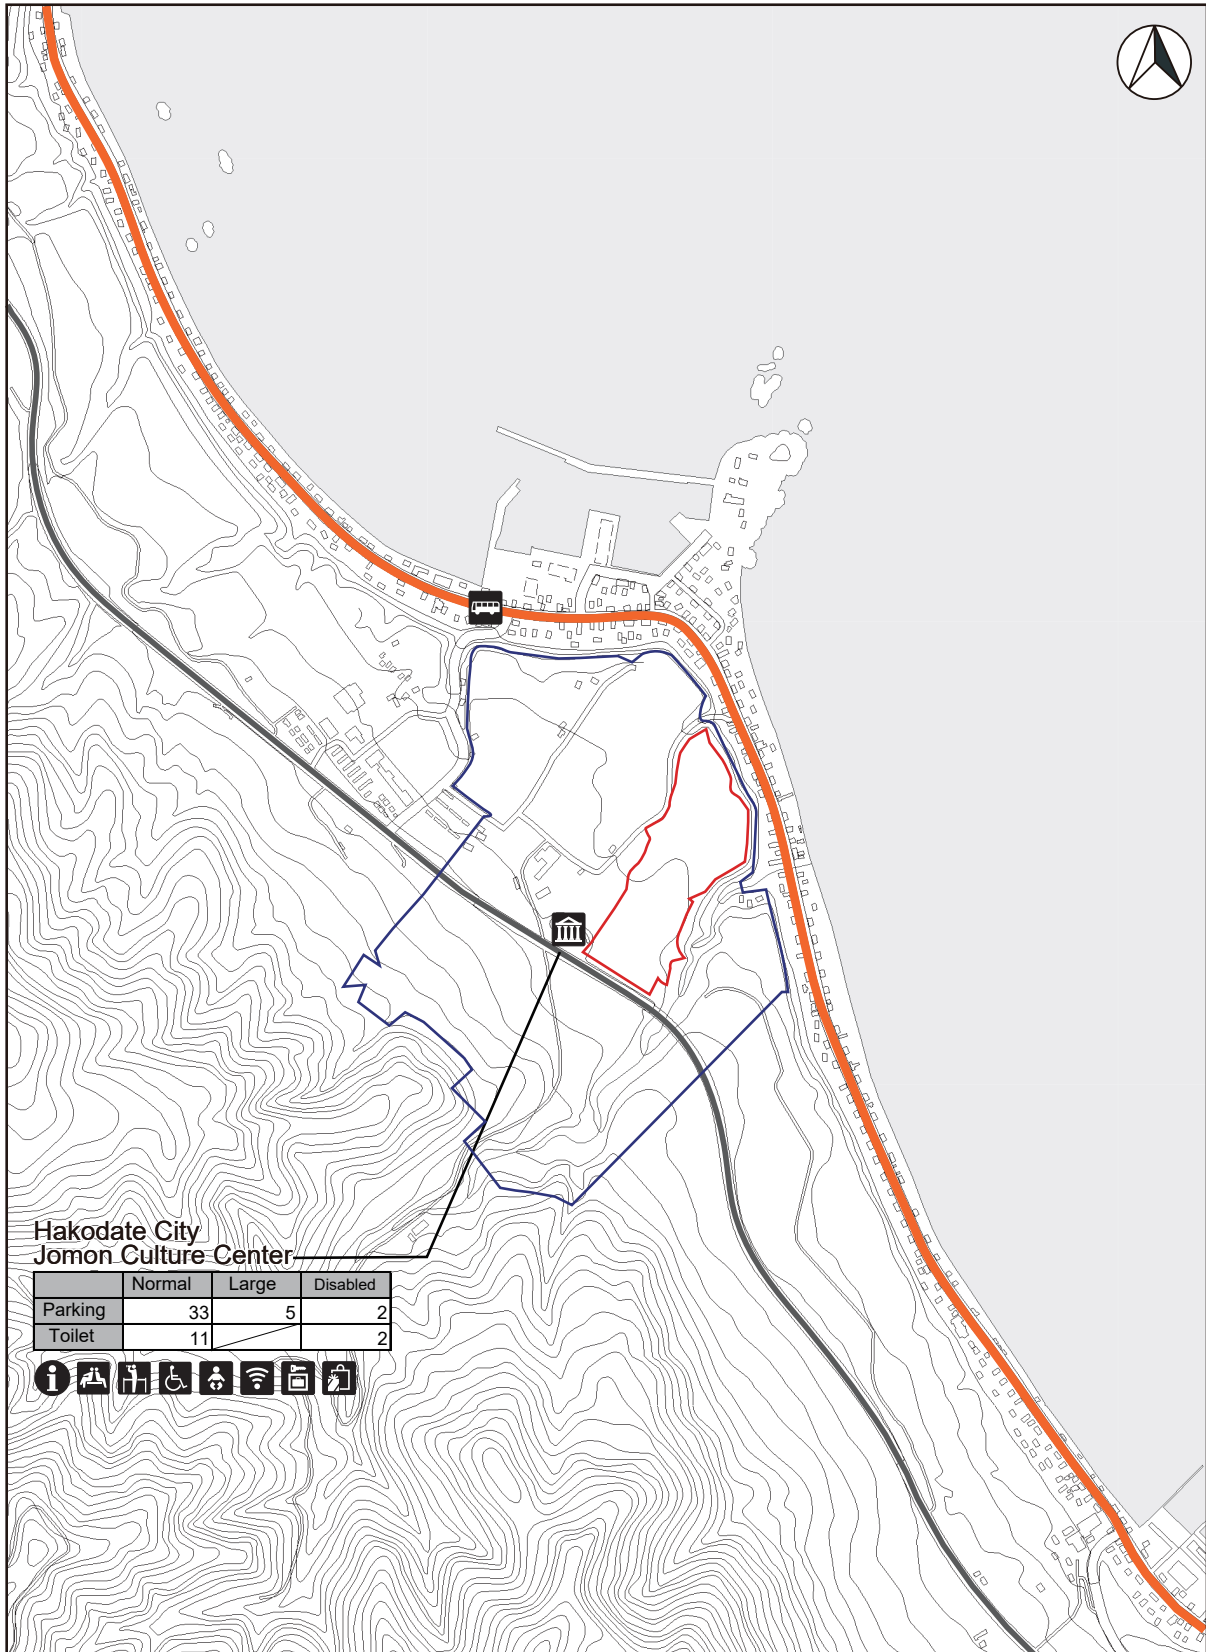 Hakodate City
Jomon Culture Center
Normal Large Disabled
Parking 33 5 2
Toilet 11 2